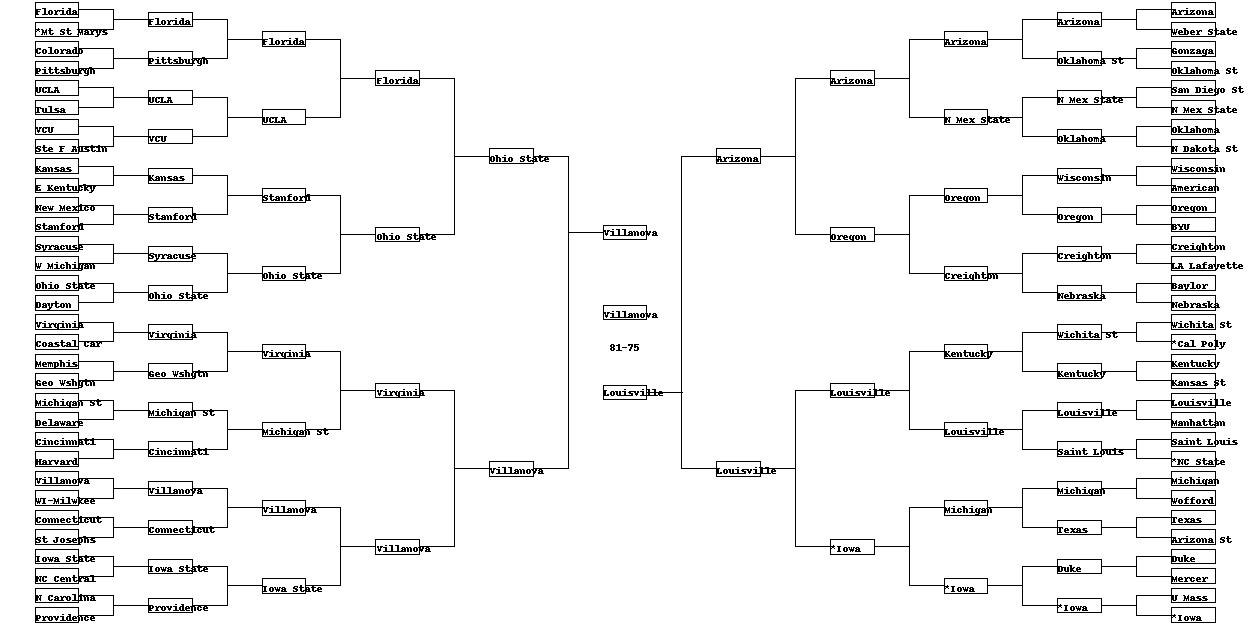 Florida
*Mt St Marys
Colorado
Pittsburgh
UCLA
Tulsa
VCU
Ste F Austin
Kansas
E Kentucky
New Mexico
Stanford
Syracuse
W Michigan
Ohio State
Dayton
Virginia
Coastal Car
Memphis
Geo Wshgtn
Michigan St
Delaware
Cincinnati
Harvard
Villanova
WI-Milwkee
Connecticut
St Josephs
Iowa State
NC Central
N Carolina
Providence
Florida
Pittsburgh
UCLA
VCU
Kansas
Stanford
Syracuse
Ohio State
Virginia
Geo Wshgtn
Michigan St
Cincinnati
Villanova
Connecticut
Iowa State
Providence
Florida
UCLA
Stanford
Ohio State
Virginia
Michigan St
Villanova
Iowa State
Florida
Ohio State
Virginia
Villanova
Ohio State
Villanova
Villanova
Villanova
81-75
Louisville
Arizona
Louisville
Arizona
Oregon
Louisville
*Iowa
Arizona
N Mex State
Oregon
Creighton
Kentucky
Louisville
Michigan
*Iowa
Arizona
Oklahoma St
N Mex State
Oklahoma
Wisconsin
Oregon
Creighton
Nebraska
Wichita St
Kentucky
Louisville
Saint Louis
Michigan
Texas
Duke
*Iowa
Arizona
Weber State
Gonzaga
Oklahoma St
San Diego St
N Mex State
Oklahoma
N Dakota St
Wisconsin
American
Oregon
BYU
Creighton
LA Lafayette
Baylor
Nebraska
Wichita St
*Cal Poly
Kentucky
Kansas St
Louisville
Manhattan
Saint Louis
*NC State
Michigan
Wofford
Texas
Arizona St
Duke
Mercer
U Mass
*Iowa